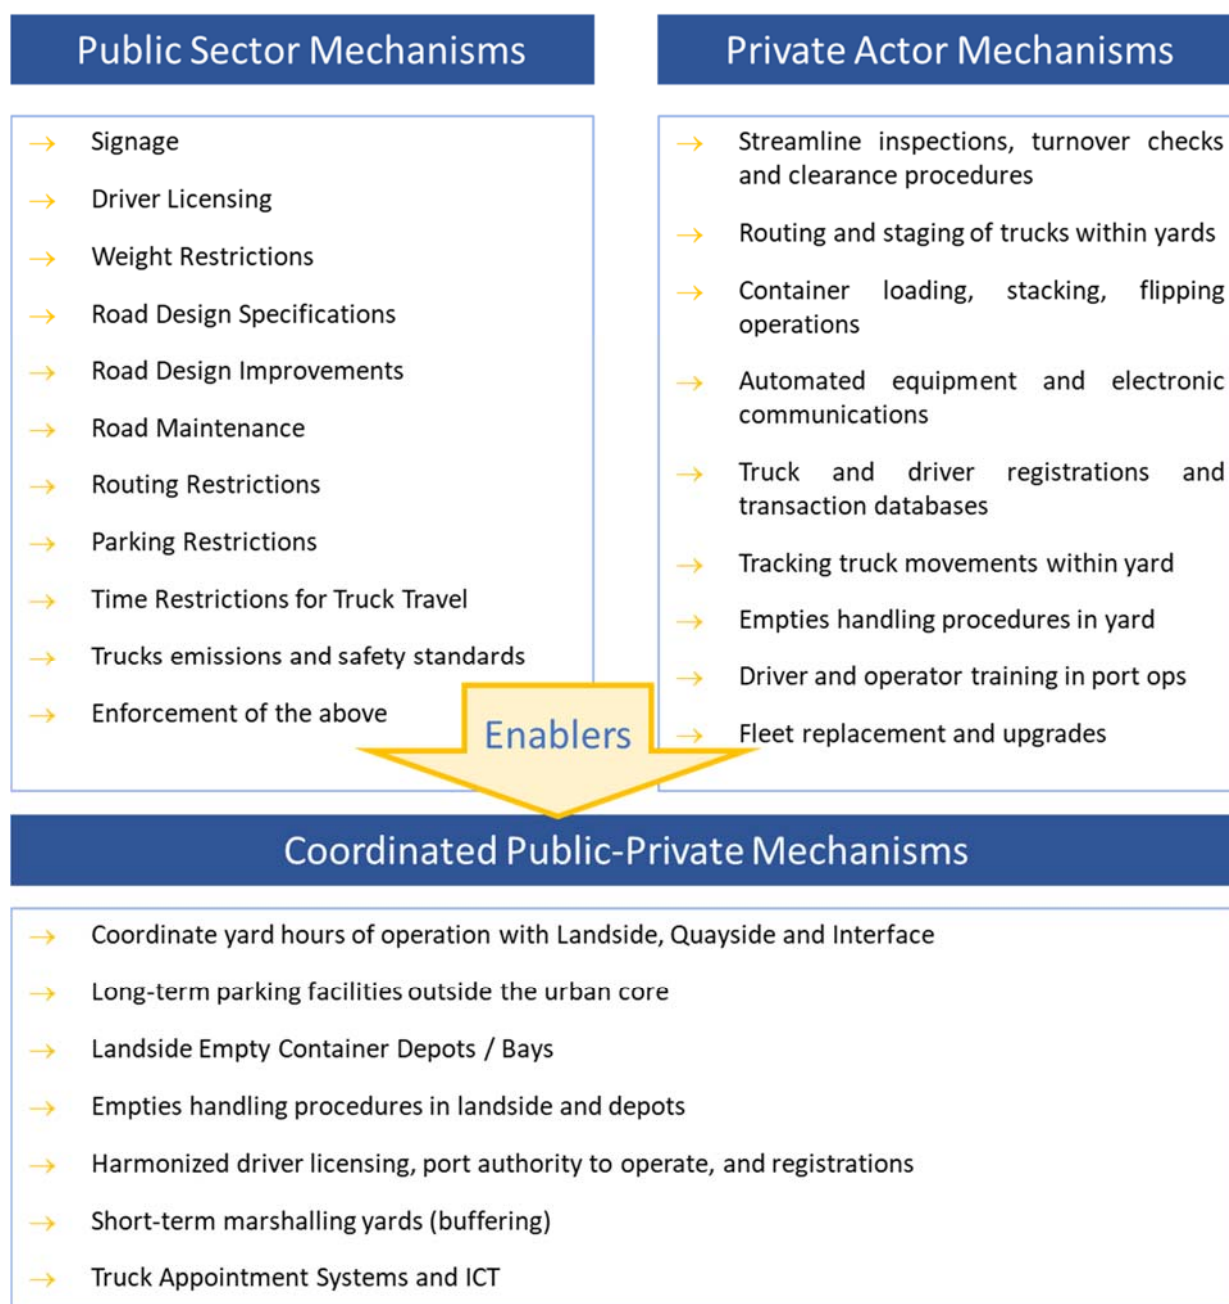 Public Sector Mechanisms
Signage
Driver Licensing
Weight Restrictions
Road Design Specifications
Road Design Improvements
Road Maintenance
Routing Restrictions
Parking Restrictions
Time Restrictions for Truck Travel
Trucks emissions and safety standards
Enforcement of the above
Private Actor Mechanisms
Streamline inspections, turnover checks
and clearance procedures
Routing and staging of trucks within yards
Container loading, stacking, flipping
operations
Automated equipment and electronic
communications
Truck and driver registrations and
transaction databases
Tracking truck movements within yard
Empties handling procedures in yard
Driver and operator training in port ops
Fleet replacement and upgrades
Enablers
Coordinated Public-Private Mechanisms
Coordinate yard hours of operation with Landside, Quayside and Interface
Long-term parking facilities outside the urban core
Landside Empty Container Depots / Bays
Empties handling procedures in landside and depots
Harmonized driver licensing, port authority to operate, and registrations
Short-term marshalling yards (buffering)
Truck Appointment Systems and ICT